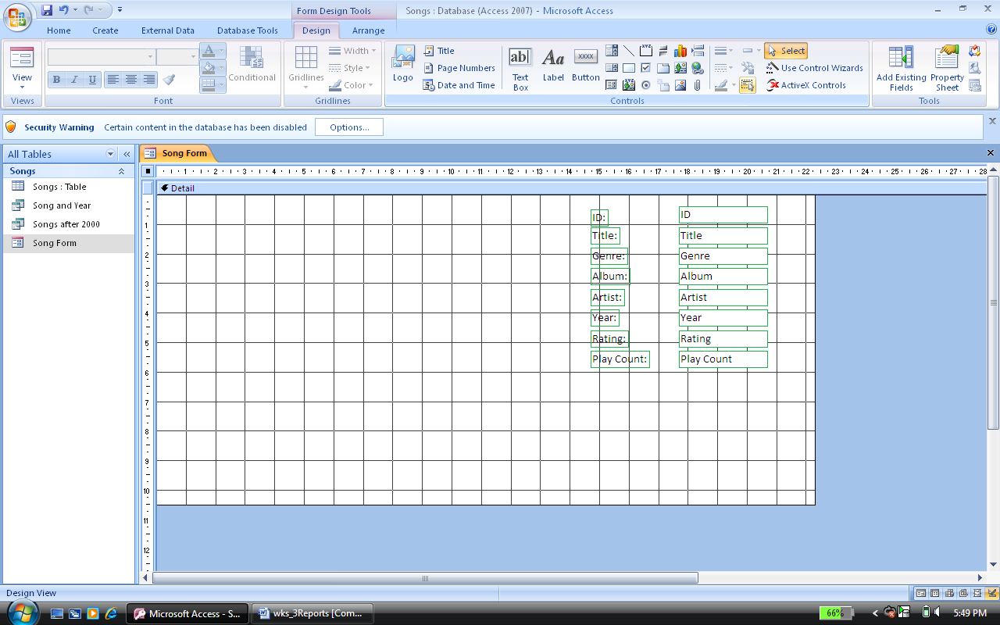 Form Design Tools Songs : Database (Access 2007) - Microsoft Access
Home Create External Data Database Tools Design Arrange
View
Views
B I U
Conditional
Font
Gridlines
Width
Style
Color
Gridlines
Logo
Title
Page Numbers
Date and Time
ab|
Text Box
Aa
Label
XXXX
Button
Select
Use Control Wizards
ActiveX Controls
Controls
Add Existing Fields
Property Sheet
Tools
Security Warning Certain content in the database has been disabled Options...
All Tables
Songs
Songs : Table
Song and Year
Songs after 2000
Song Form
Song Form
1 2 3 4 5 6 7 8 9 10 11 12 13 14 15 16 17 18 19 20 21 22 23 24 25 26 27 28
Detail
ID: ID
Title: Title
Genre: Genre
Album: Album
Artist: Artist
Year: Year
Rating: Rating
Play Count: Play Count
1
2
3
4
5
6
7
8
9
10
11
12
Design View
Microsoft Access - S... wks_3Reports [Com... 66% 5:49 PM